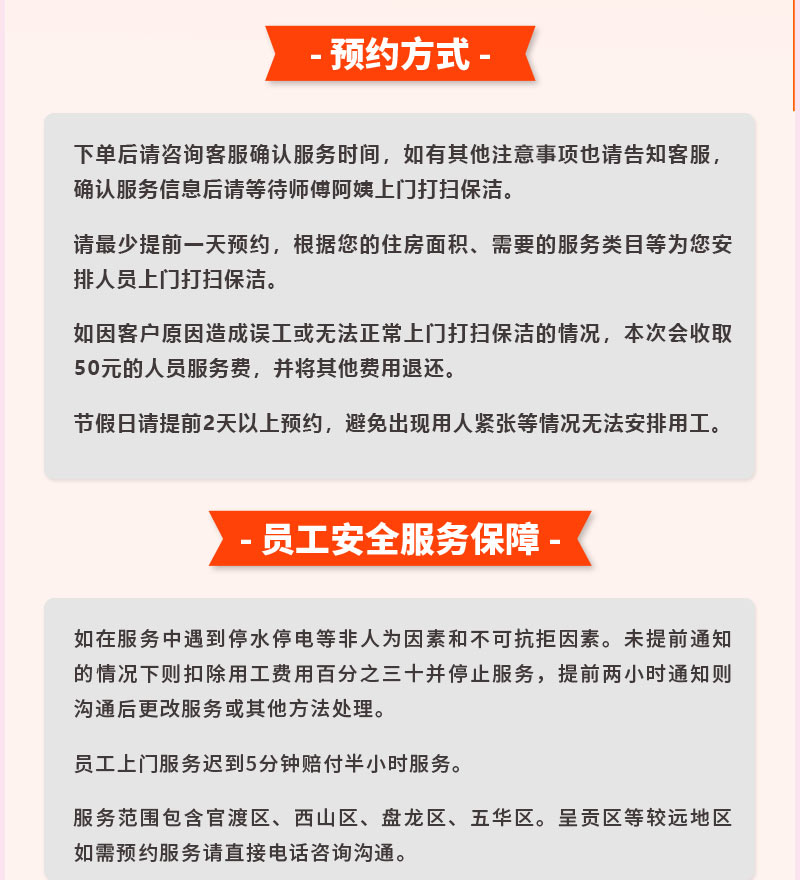 - 预约方式 -
下单后请咨询客服确认服务时间，如有其他注意事项也请告知客服，
确认服务信息后请等待师傅阿姨上门打扫保洁。
请最少提前一天预约，根据您的住房面积、需要的服务类目等为您安
排人员上门打扫保洁。
如因客户原因造成误工或无法正常上门打扫保洁的情况，本次会收取
50元的人员服务费，并将其他费用退还。
节假日请提前2天以上预约，避免出现用人紧张等情况无法安排用工。
- 员工安全服务保障 -
如在服务中遇到停水停电等非人为因素和不可抗拒因素。未提前通知
的情况下则扣除用工费用百分之三十并停止服务，提前两小时通知则
沟通后更改服务或其他方法处理。
员工上门服务迟到5分钟赔付半小时服务。
服务范围包含官渡区、西山区、盘龙区、五华区。呈贡区等较远地区
如需预约服务请直接电话咨询沟通。